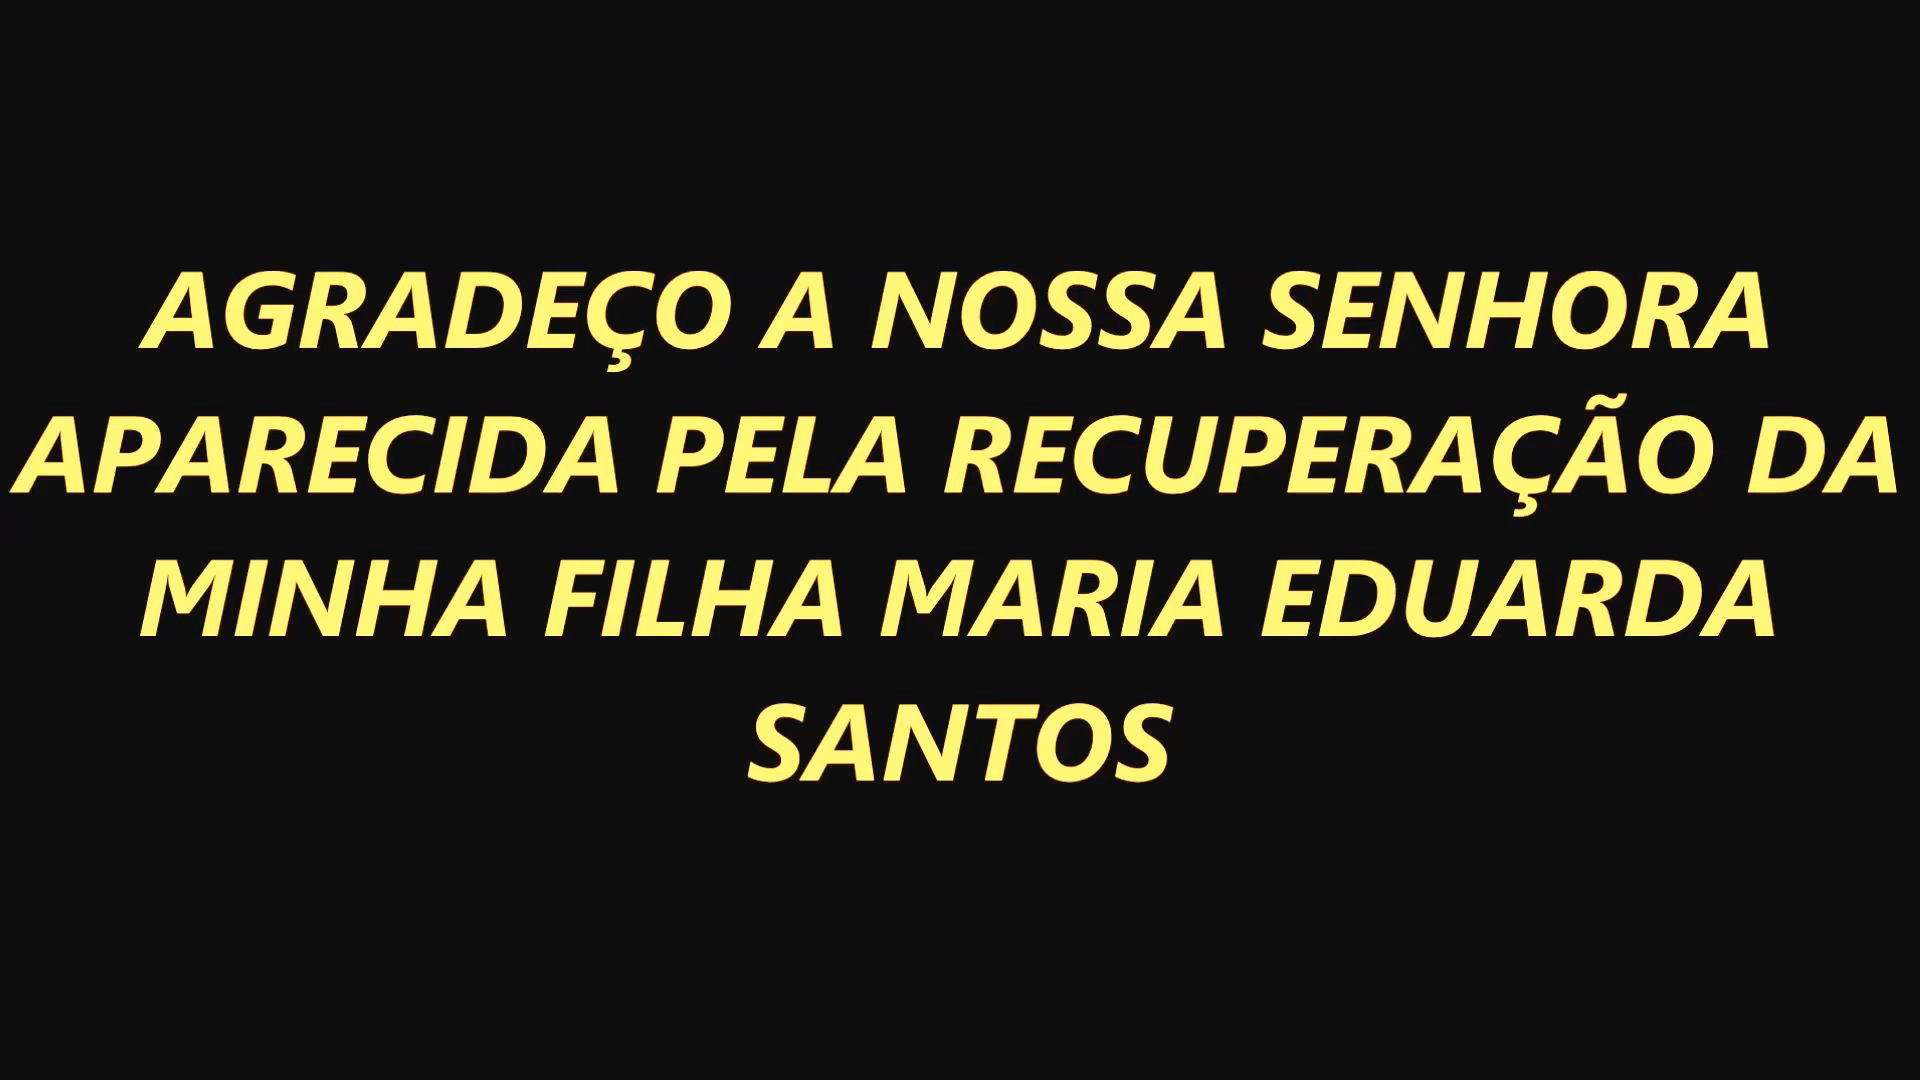 AGRADEÇO A NOSSA SENHORA
APARECIDA PELA RECUPERAÇÃO DA
MINHA FILHA MARIA EDUARDA
SANTOS